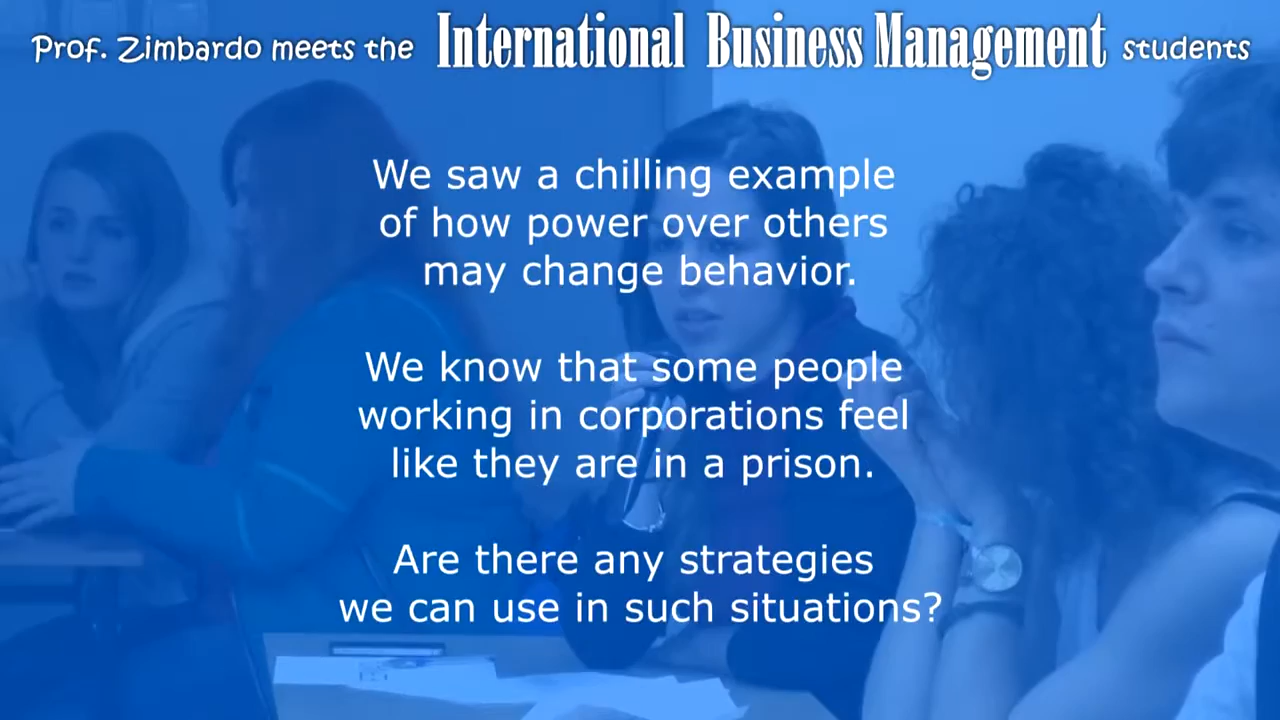 Prof. Zimbardo meets the International Business Management students
We saw a chilling example
of how power over others
may change behavior.
We know that some people
working in corporations feel
like they are in a prison.
Are there any strategies
we can use in such situations?